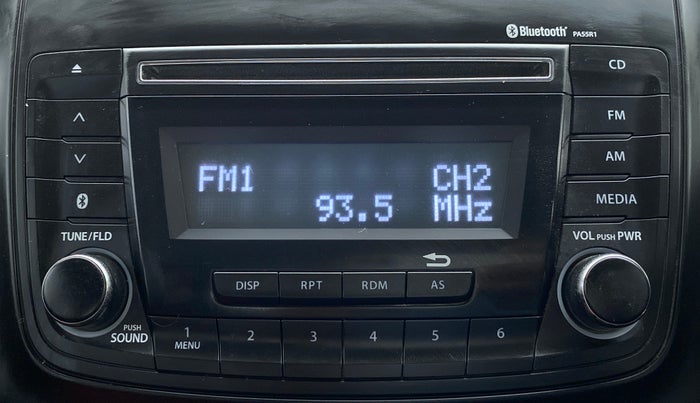 Bluetooth® PA5SR1
CD
FM
AM
MEDIA
FM1 CH2
93.5 MHz
TUNE/FLD
VOL PUSH PWR
DISP RPT RDM AS
PUSH
SOUND
1 2 3 4 5 6
MENU